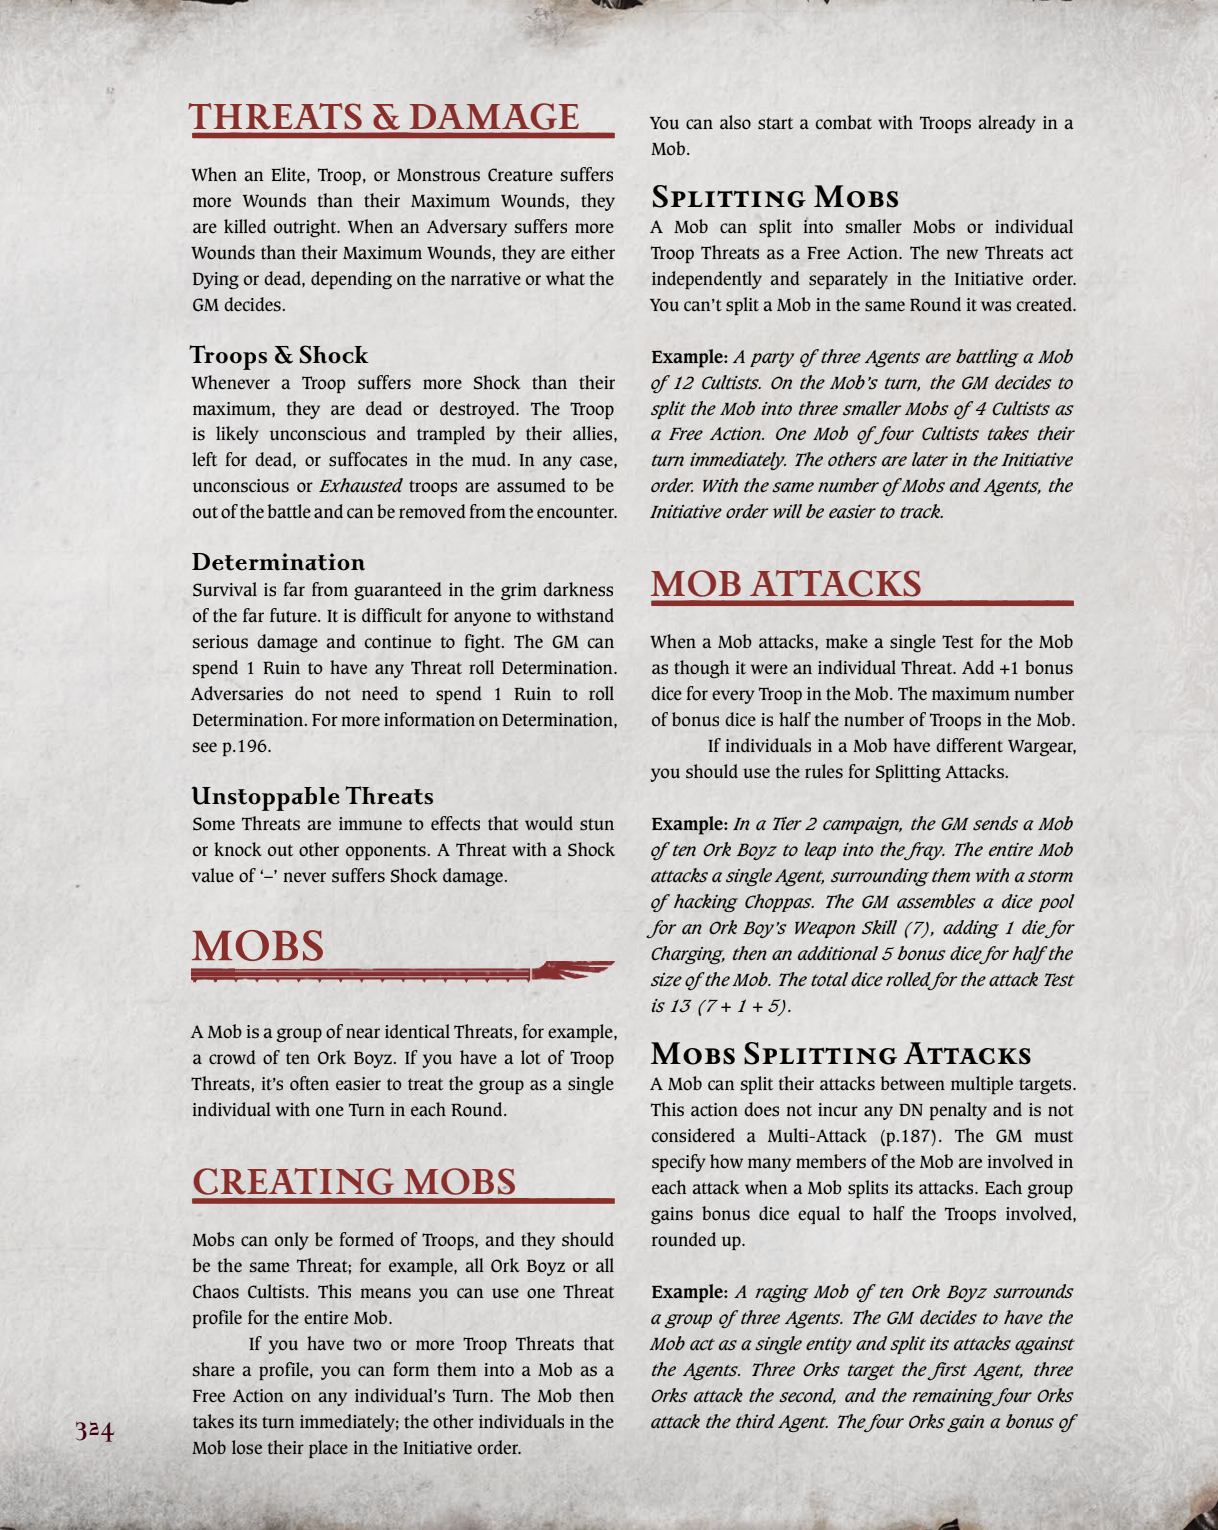 THREATS & DAMAGE
When an Elite, Troop, or Monstrous Creature suffers
more Wounds than their Maximum Wounds, they
are killed outright. When an Adversary suffers more
Wounds than their Maximum Wounds, they are either
Dying or dead, depending on the narrative or what the
GM decides.
Troops & Shock
Whenever a Troop suffers more Shock than their
maximum, they are dead or destroyed. The Troop
is likely unconscious and trampled by their allies,
left for dead, or suffocates in the mud. In any case,
unconscious or Exhausted troops are assumed to be
out of the battle and can be removed from the encounter.
Determination
Survival is far from guaranteed in the grim darkness
of the far future. It is difficult for anyone to withstand
serious damage and continue to fight. The GM can
spend 1 Ruin to have any Threat roll Determination.
Adversaries do not need to spend 1 Ruin to roll
Determination. For more information on Determination,
see p.196.
Unstoppable Threats
Some Threats are immune to effects that would stun
or knock out other opponents. A Threat with a Shock
value of ‘–’ never suffers Shock damage.
MOBS
A Mob is a group of near identical Threats, for example,
a crowd of ten Ork Boyz. If you have a lot of Troop
Threats, it’s often easier to treat the group as a single
individual with one Turn in each Round.
CREATING MOBS
Mobs can only be formed of Troops, and they should
be the same Threat; for example, all Ork Boyz or all
Chaos Cultists. This means you can use one Threat
profile for the entire Mob.
If you have two or more Troop Threats that
share a profile, you can form them into a Mob as a
Free Action on any individual’s Turn. The Mob then
takes its turn immediately; the other individuals in the
Mob lose their place in the Initiative order.
You can also start a combat with Troops already in a
Mob.
Splitting Mobs
A Mob can split into smaller Mobs or individual
Troop Threats as a Free Action. The new Threats act
independently and separately in the Initiative order.
You can’t split a Mob in the same Round it was created.
Example: A party of three Agents are battling a Mob
of 12 Cultists. On the Mob’s turn, the GM decides to
split the Mob into three smaller Mobs of 4 Cultists as
a Free Action. One Mob of four Cultists takes their
turn immediately. The others are later in the Initiative
order. With the same number of Mobs and Agents, the
Initiative order will be easier to track.
MOB ATTACKS
When a Mob attacks, make a single Test for the Mob
as though it were an individual Threat. Add +1 bonus
dice for every Troop in the Mob. The maximum number
of bonus dice is half the number of Troops in the Mob.
If individuals in a Mob have different Wargear,
you should use the rules for Splitting Attacks.
Example: In a Tier 2 campaign, the GM sends a Mob
of ten Ork Boyz to leap into the fray. The entire Mob
attacks a single Agent, surrounding them with a storm
of hacking Choppas. The GM assembles a dice pool
for an Ork Boy’s Weapon Skill (7), adding 1 die for
Charging, then an additional 5 bonus dice for half the
size of the Mob. The total dice rolled for the attack Test
is 13 (7 + 1 + 5).
Mobs Splitting Attacks
A Mob can split their attacks between multiple targets.
This action does not incur any DN penalty and is not
considered a Multi-Attack (p.187). The GM must
specify how many members of the Mob are involved in
each attack when a Mob splits its attacks. Each group
gains bonus dice equal to half the Troops involved,
rounded up.
Example: A raging Mob of ten Ork Boyz surrounds
a group of three Agents. The GM decides to have the
Mob act as a single entity and split its attacks against
the Agents. Three Orks target the first Agent, three
Orks attack the second, and the remaining four Orks
attack the third Agent. The four Orks gain a bonus of
324